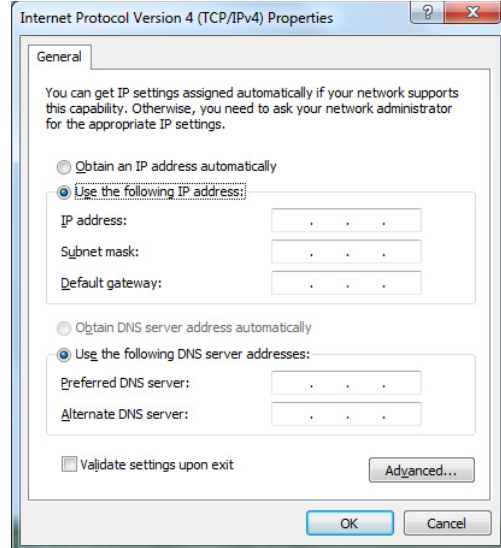 Internet Protocol Version 4 (TCP/IPv4) Properties
General
You can get IP settings assigned automatically if your network supports
this capability. Otherwise, you need to ask your network administrator
for the appropriate IP settings.
Obtain an IP address automatically
Use the following IP address:
IP address:
Subnet mask:
Default gateway:
Obtain DNS server address automatically
Use the following DNS server addresses:
Preferred DNS server:
Alternate DNS server:
Validate settings upon exit
Advanced...
OK Cancel